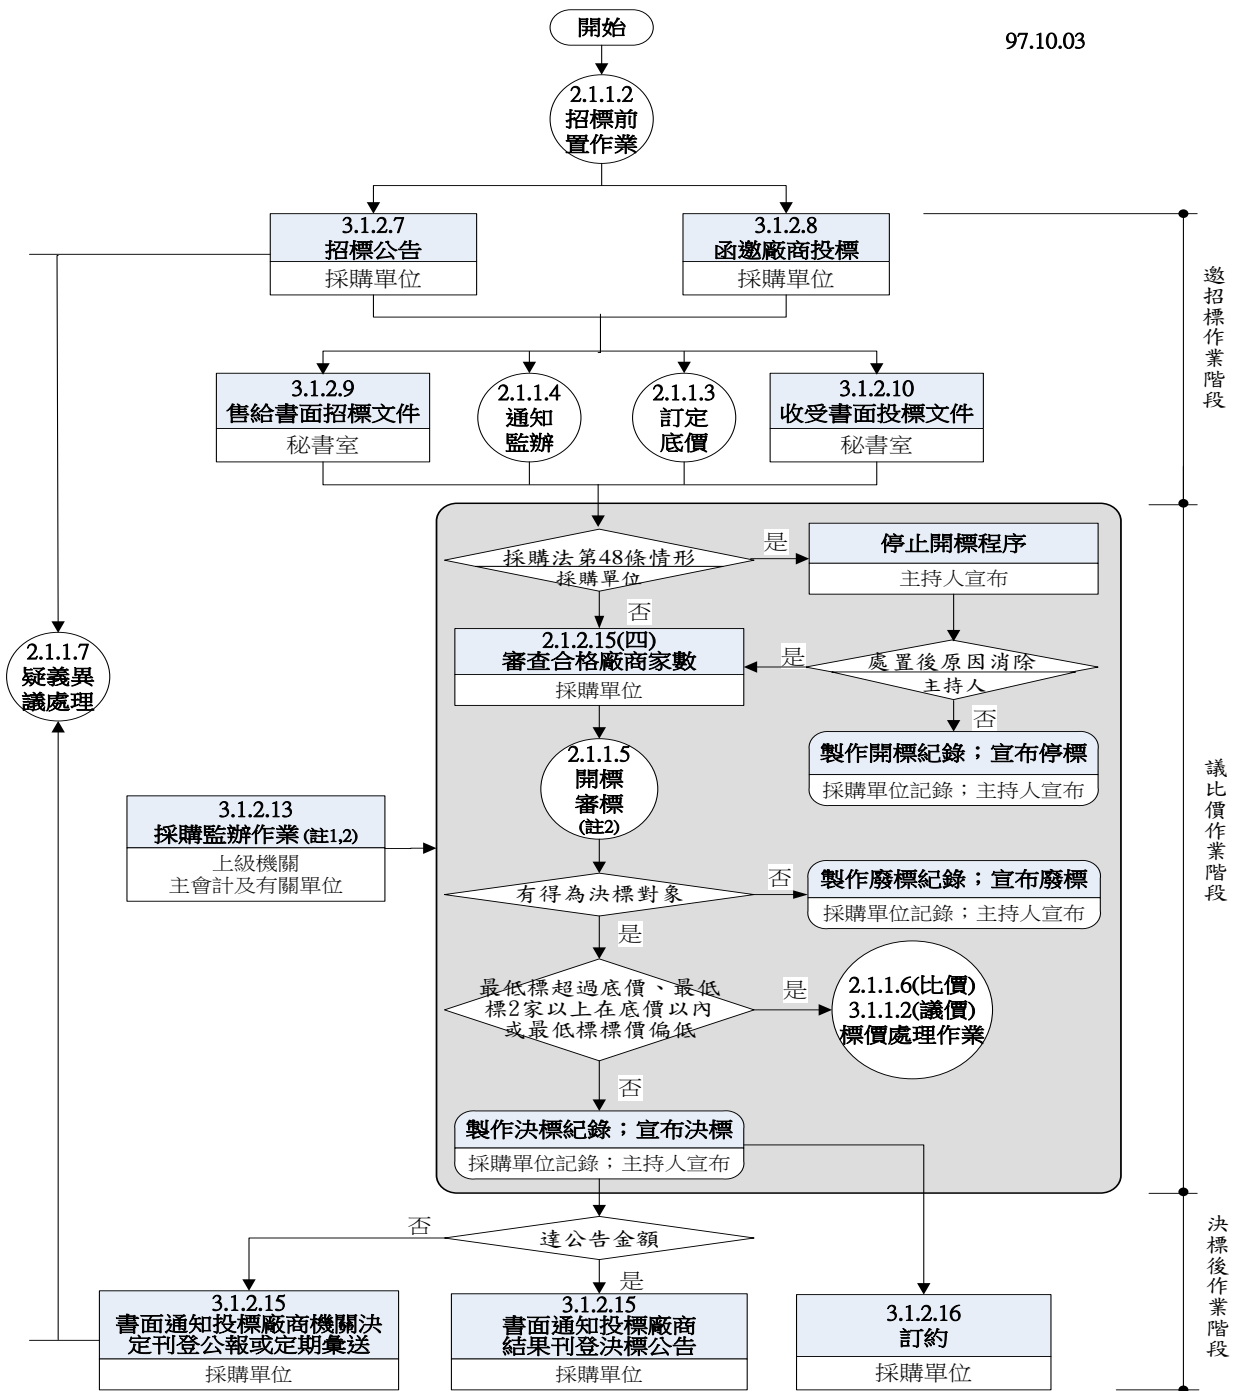 開始
97.10.03
2.1.1.2
招標前
置作業
3.1.2.7
招標公告
採購單位
3.1.2.8
函邀廠商投標
採購單位
邀招標作業階段
3.1.2.9
售給書面招標文件
秘書室
2.1.1.4
通知
監辦
2.1.1.3
訂定
底價
3.1.2.10
收受書面投標文件
秘書室
採購法第48條情形
採購單位
是
停止開標程序
主持人宣布
否
2.1.2.15(四)
審查合格廠商家數
採購單位
是
處置後原因消除
主持人
否
2.1.1.7
疑義異
議處理
2.1.1.5
開標
審標
(註2)
製作開標紀錄；宣布停標
採購單位記錄；主持人宣布
議比價作業階段
3.1.2.13
採購監辦作業(註1,2)
上級機關
主會計及有關單位
有得為決標對象
否
製作廢標紀錄；宣布廢標
採購單位記錄；主持人宣布
是
最低標超過底價、最低
標2家以上在底價以內
或最低標標價偏低
是
2.1.1.6(比價)
3.1.1.2(議價)
標價處理作業
否
製作決標紀錄；宣布決標
採購單位記錄；主持人宣布
達公告金額
否
是
決標後作業階段
3.1.2.15
書面通知投標廠商機關決
定刊登公報或定期彙送
採購單位
3.1.2.15
書面通知投標廠商
結果刊登決標公告
採購單位
3.1.2.16
訂約
採購單位